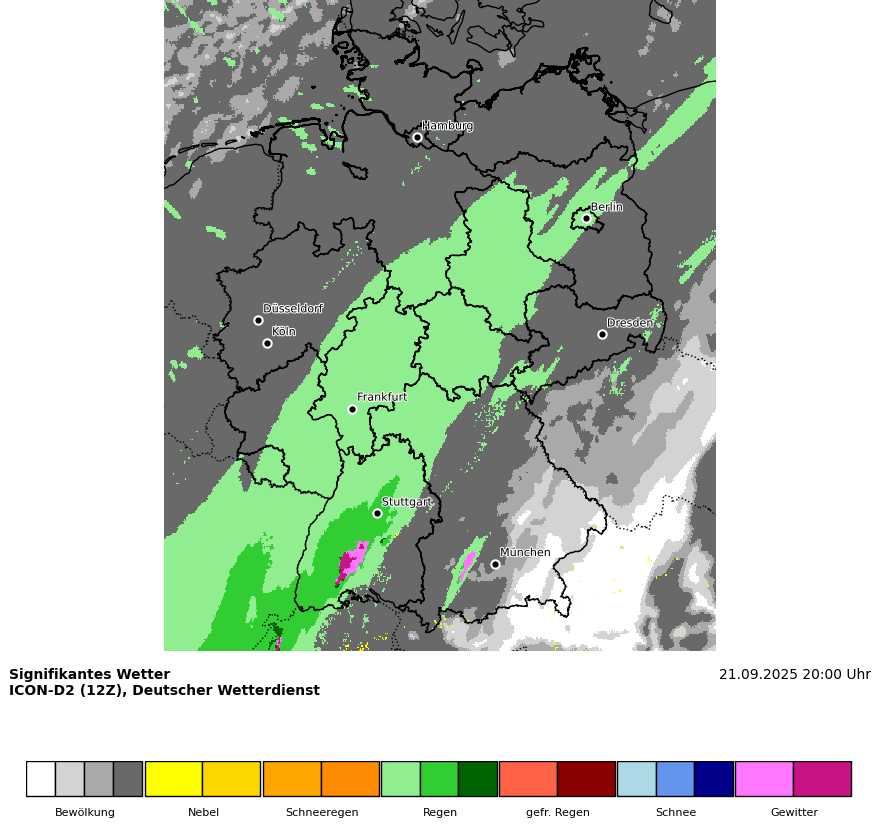 Hamburg
Berlin
Düsseldorf
Köln
Dresden
Frankfurt
Stuttgart
München
Signifikantes Wetter
21.09.2025 20:00 Uhr
ICON-D2 (12Z), Deutscher Wetterdienst
Bewölkung
Nebel
Schneeregen
Regen
gefr. Regen
Schnee
Gewitter